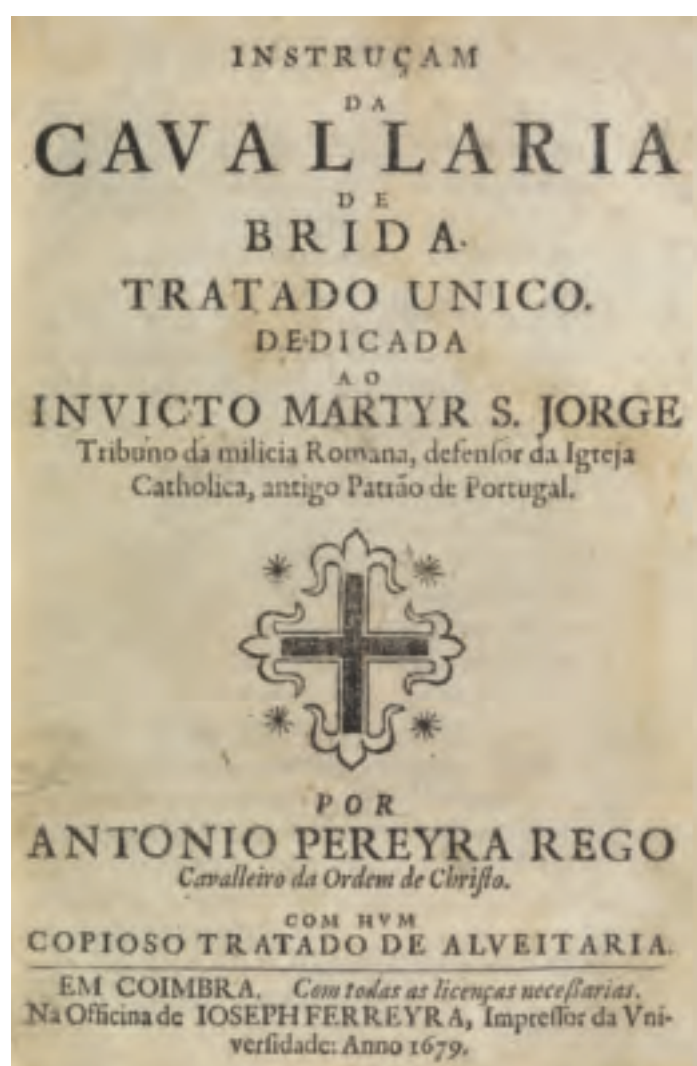 INSTRUÇAM
DA
CAVALLARIA
DE
BRIDA.
TRATADO UNICO.
DEDICADA
AO
INVICTO MARTYR S. JORGE
Tribuno da milicia Romana, defenſor da Igreja
Catholica, antigo Patrão de Portugal.
POR
ANTONIO PEREYRA REGO
Cavalleiro da Ordem de Chriſto.
COM HVM
COPIOSO TRATADO DE ALVEITARIA.
EM COIMBRA. Com todas as licenças neceſſarias.
Na Officina de IOSEPH FERREYRA, Impreſſor da Vni-
verſidade: Anno 1679.